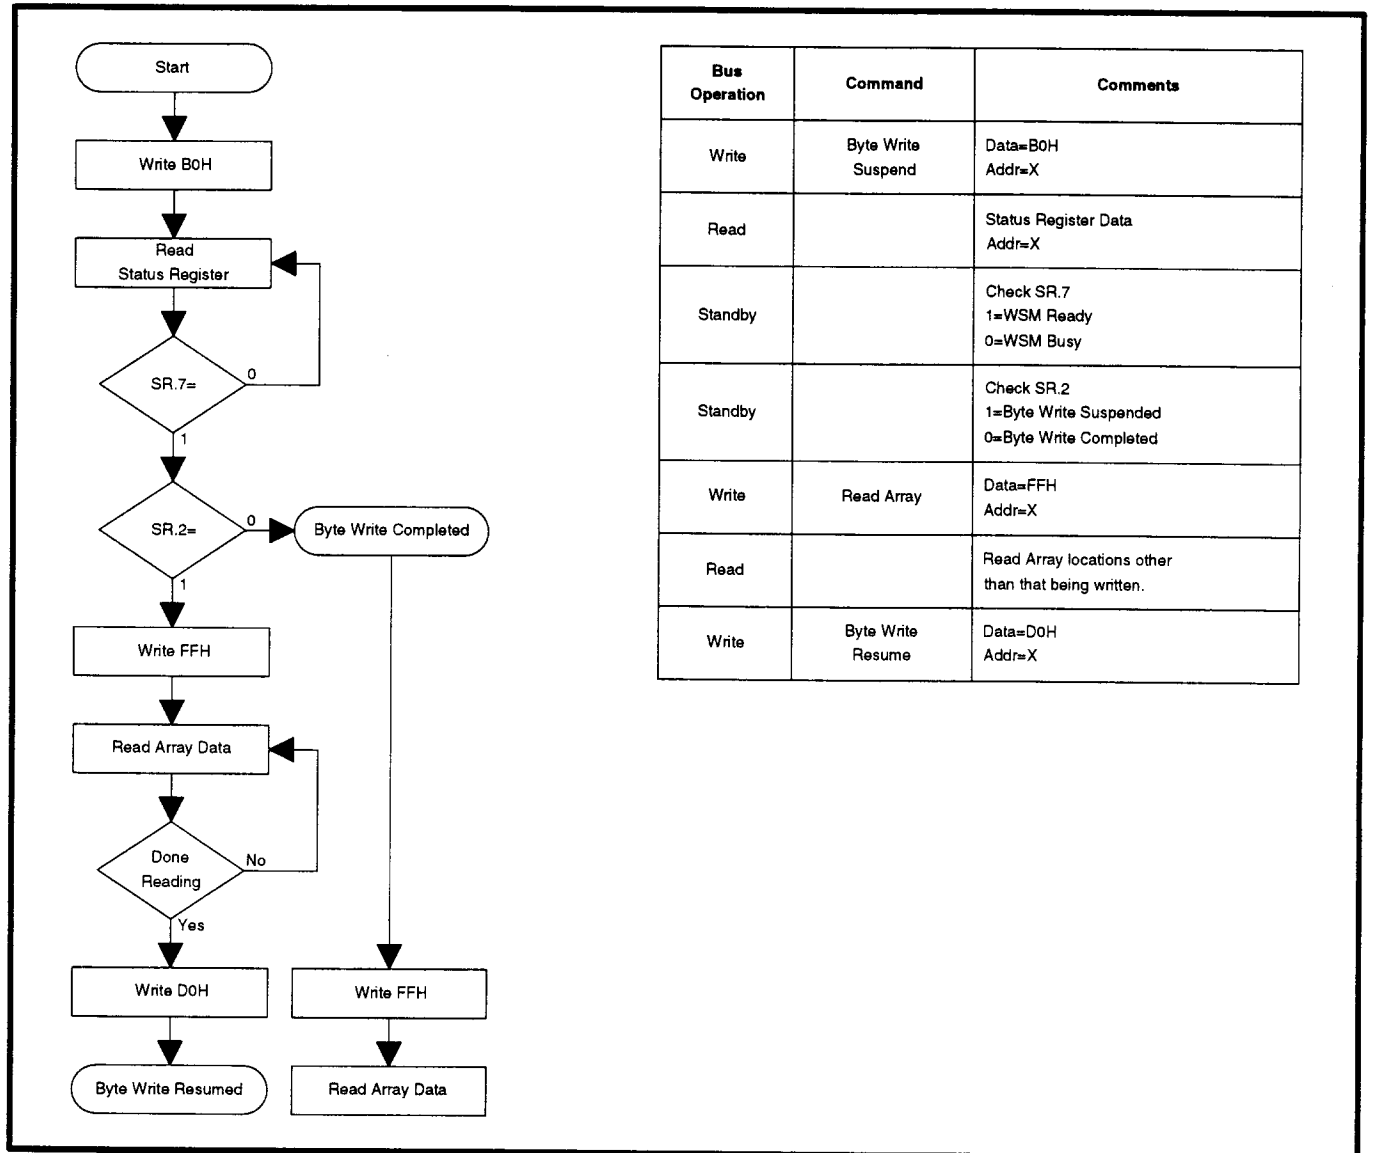 Start
Write B0H
Read
Status Register
SR.7=
0
1
SR.2=
0
Byte Write Completed
1
Write FFH
Read Array Data
Done
Reading
No
Yes
Write D0H
Write FFH
Byte Write Resumed
Read Array Data
Bus
Operation
Command
Comments
Write
Byte Write
Suspend
Data=B0H
Addr=X
Read
Status Register Data
Addr=X
Standby
Check SR.7
1=WSM Ready
0=WSM Busy
Standby
Check SR.2
1=Byte Write Suspended
0=Byte Write Completed
Write
Read Array
Data=FFH
Addr=X
Read
Read Array locations other
than that being written.
Write
Byte Write
Resume
Data=D0H
Addr=X